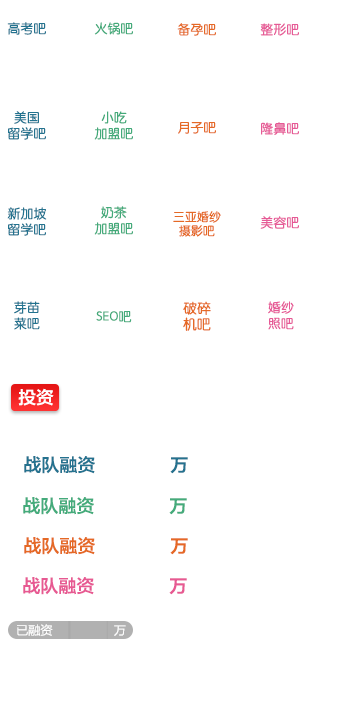 高考吧 火锅吧 备孕吧 整形吧
美国 小吃 月子吧 隆鼻吧
留学吧 加盟吧
新加坡 奶茶 三亚婚纱 美容吧
留学吧 加盟吧 摄影吧
芽苗 SEO吧 破碎 婚纱
菜吧 机吧 照吧
投资
战队融资 万
战队融资 万
战队融资 万
战队融资 万
已融资 万